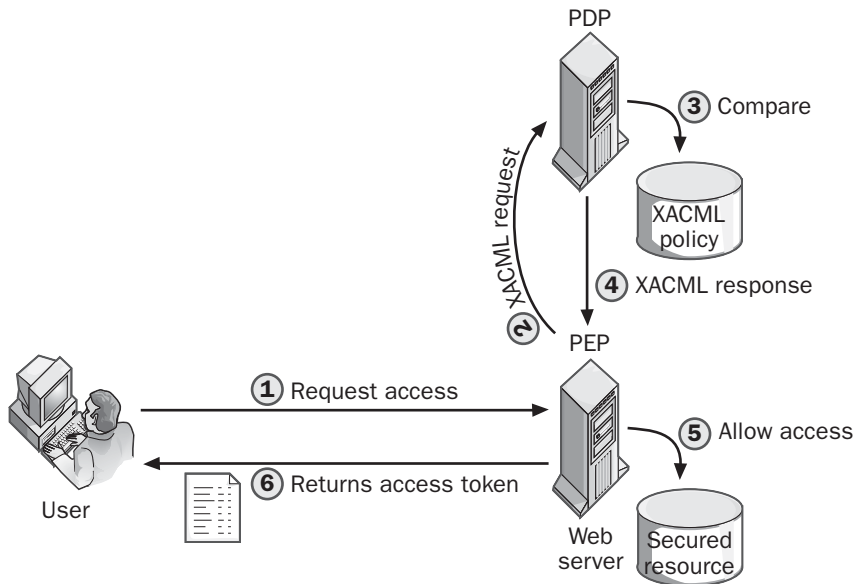 PDP
3 Compare
XACML
policy
2 XACML request
4 XACML response
PEP
1 Request access
5 Allow access
6 Returns access token
User
Web
server
Secured
resource